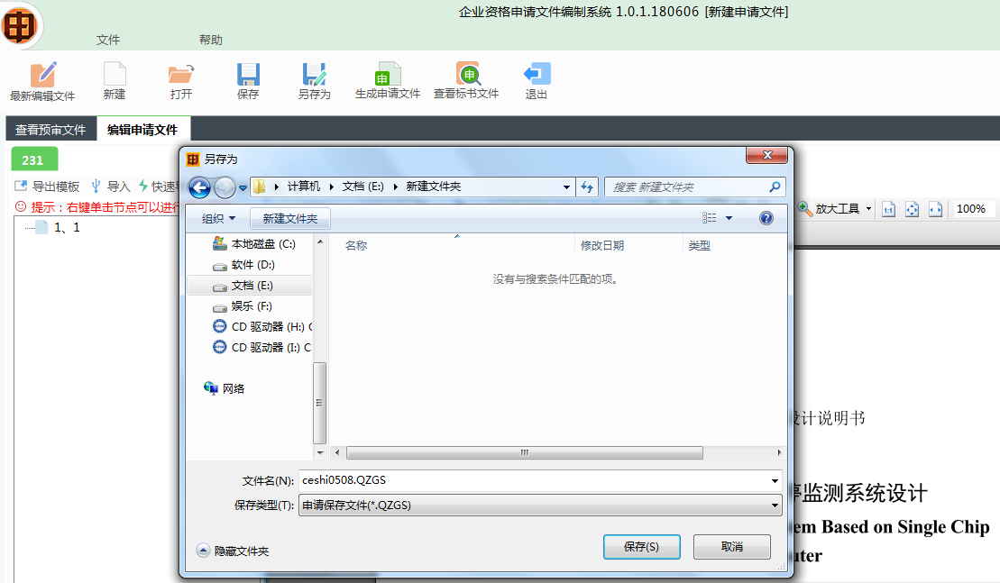 企业资格申请文件编制系统 1.0.1.180606 [新建申请文件]
文件 帮助
最新编辑文件 新建 打开 保存 另存为 生成申请文件 查看标书文件 退出
查看预审文件 编辑申请文件
231
导出模板 导入 快速
提示：右键单击节点可以进行
1、1
放大工具 1:1 100%
另存为
计算机 文档 (E:) 新建文件夹
搜索 新建文件夹
组织 新建文件夹
名称 修改日期 类型
没有与搜索条件匹配的项。
本地磁盘 (C:)
软件 (D:)
文档 (E:)
娱乐 (F:)
CD 驱动器 (H:) C
CD 驱动器 (I:) C
网络
文件名(N): ceshi0508.QZGS
保存类型(T): 申请保存文件(*.QZGS)
隐藏文件夹 保存(S) 取消
设计说明书
监测系统设计
em Based on Single Chip
uter